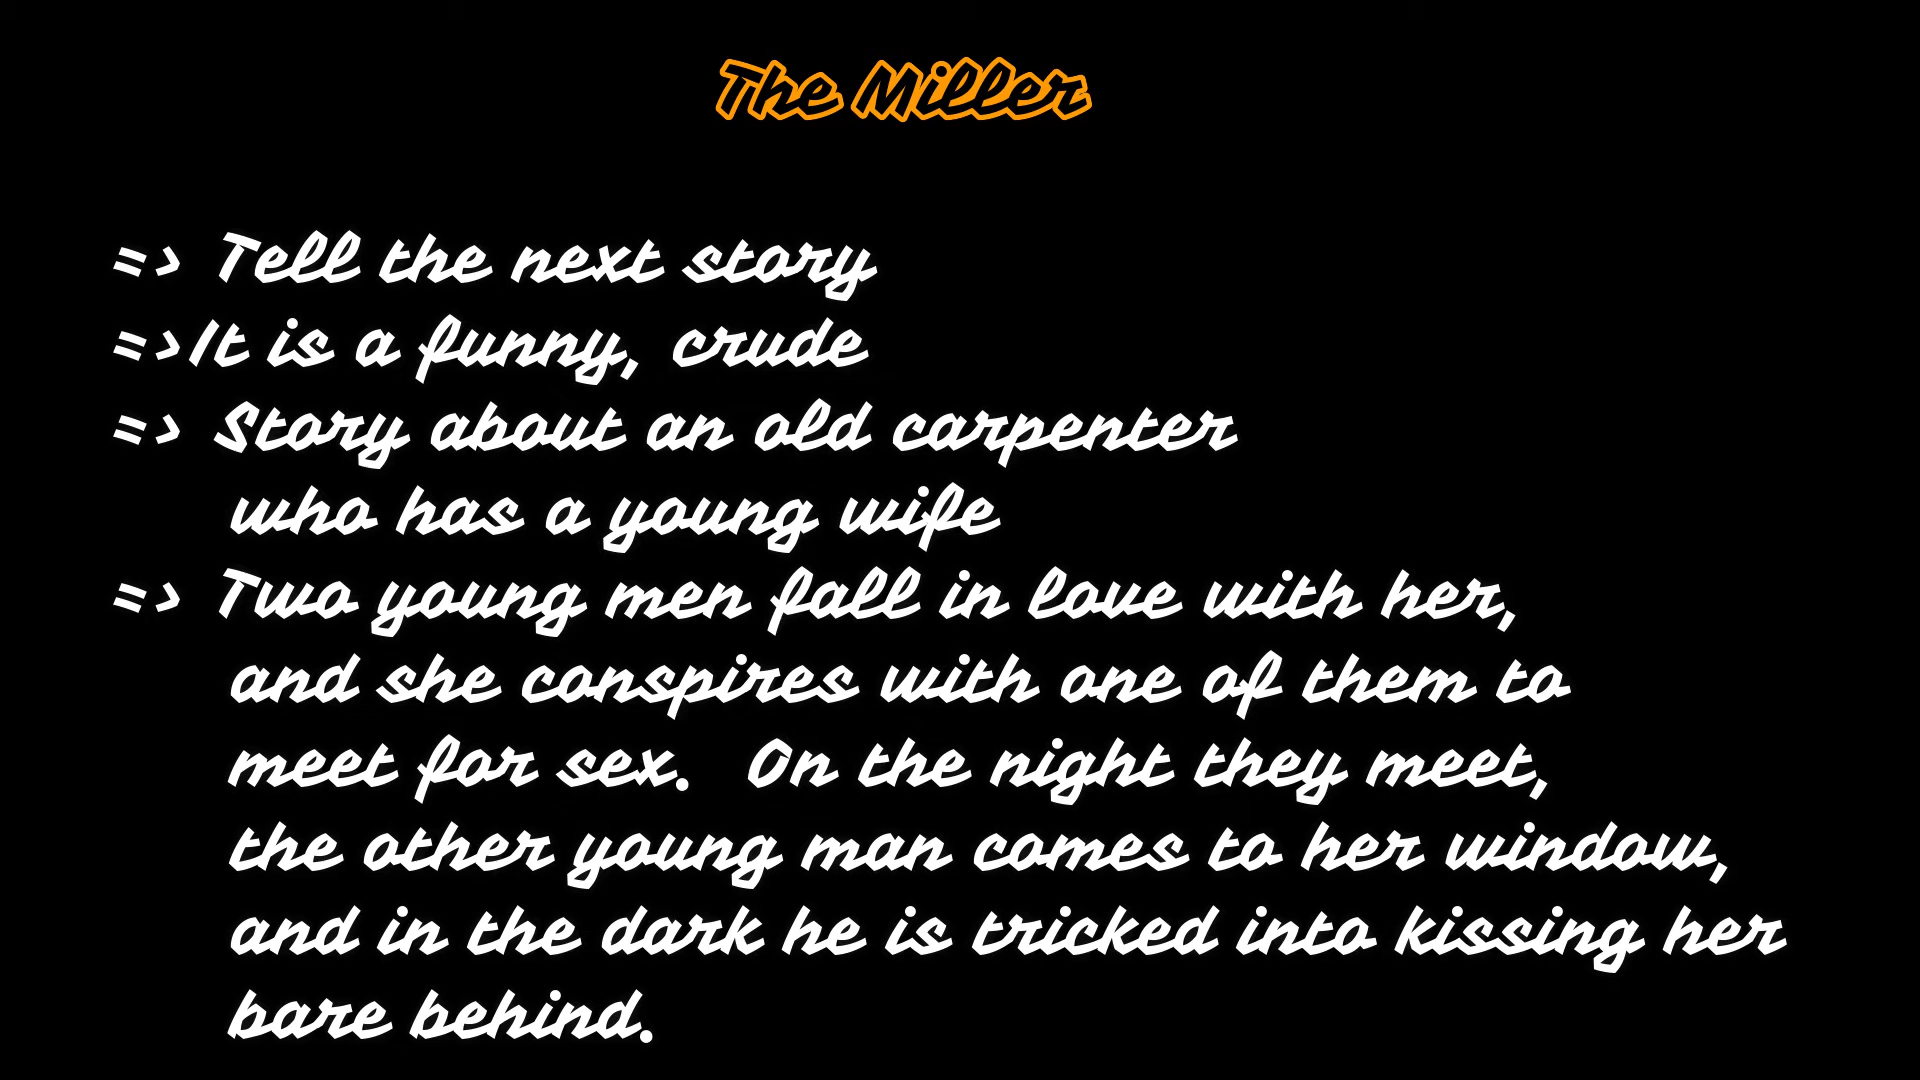 The Miller
=> Tell the next story
=>It is a funny, crude
=> Story about an old carpenter
who has a young wife
=> Two young men fall in love with her,
and she conspires with one of them to
meet for sex.  On the night they meet,
the other young man comes to her window,
and in the dark he is tricked into kissing her
bare behind.